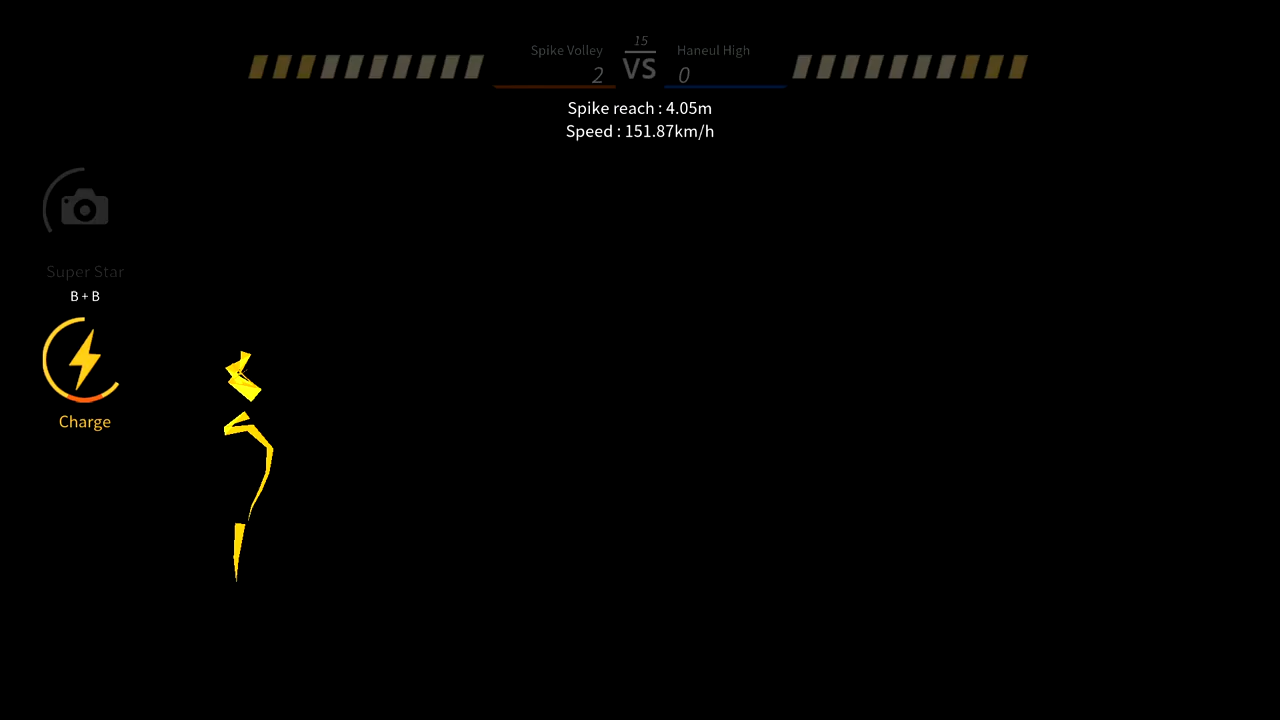 15
Spike Volley VS Haneul High
2 0
Spike reach : 4.05m
Speed : 151.87km/h
Super Star
B + B
Charge